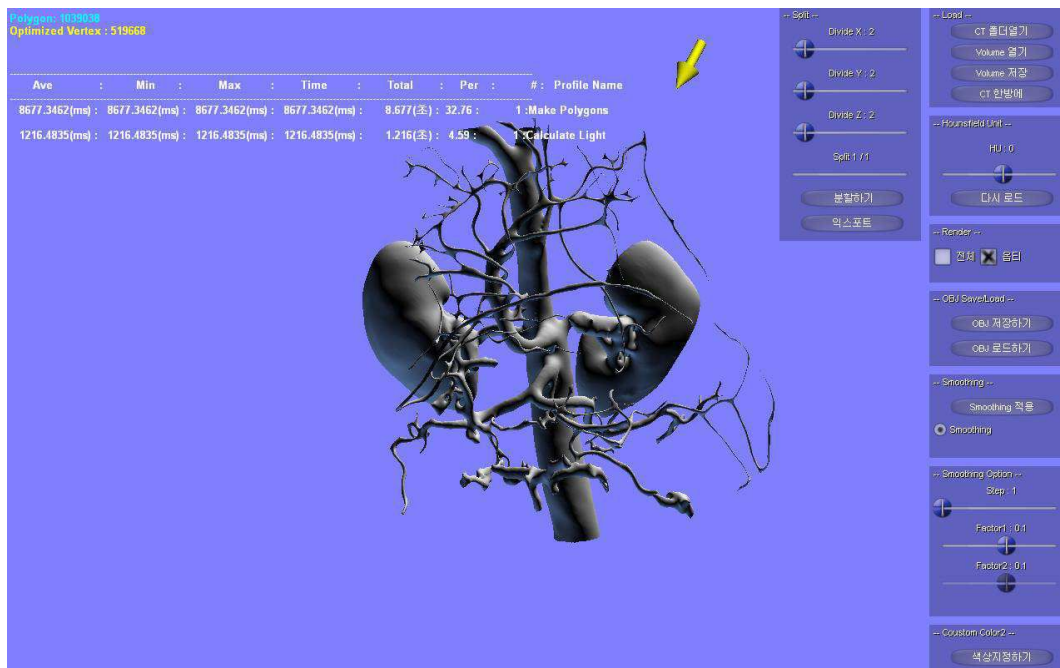 Polygon: 1039038
Optimized Vertex : 519668
Ave : Min : Max : Time : Total : Per : # : Profile Name
8677.3462(ms) : 8677.3462(ms) : 8677.3462(ms) : 8677.3462(ms) : 8.677(조) : 32.76 : 1 :Make Polygons
1216.4835(ms) : 1216.4835(ms) : 1216.4835(ms) : 1216.4835(ms) : 1.216(조) : 4.59 : 1 :Calculate Light
-- Split --
Divide X : 2
Divide Y : 2
Divide Z : 2
Split 1 / 1
분할하기
익스포트
-- Load --
CT 폴더열기
Volume 열기
Volume 저장
CT 한방에
-- Hounsfield Unit --
HU : 0
다시 로드
-- Render --
전체 옵티
-- OBJ Save/Load --
OBJ 저장하기
OBJ 로드하기
-- Smoothing --
Smoothing 적용
Smoothing
-- Smoothing Option --
Step : 1
Factor1 : 0.1
Factor2 : 0.1
-- Coustom Color2 --
색상지정하기